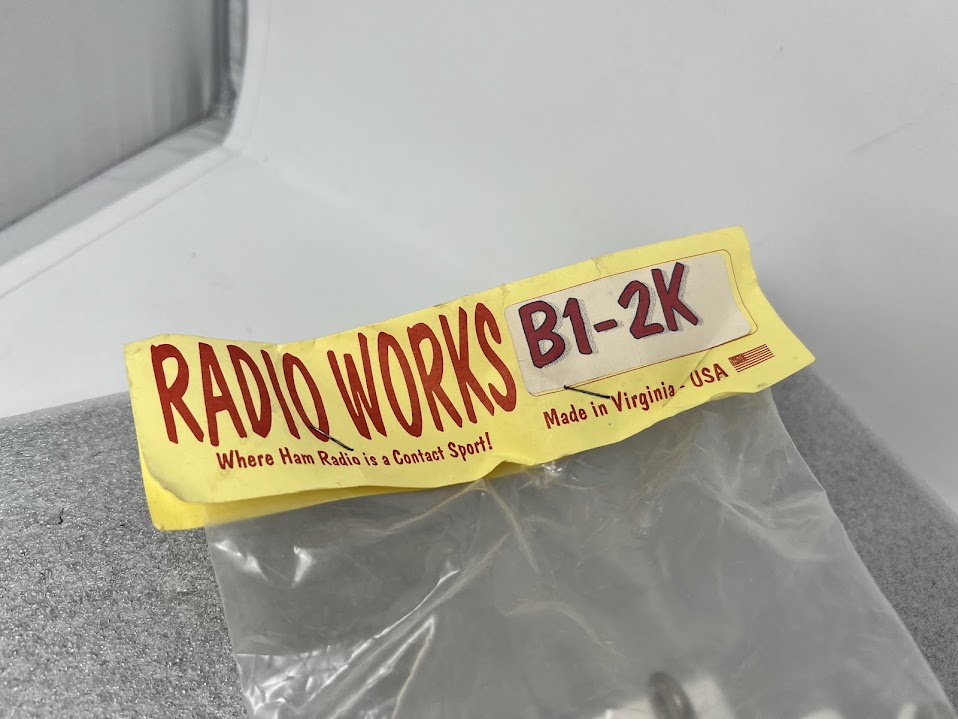 RADIO WORKS
Where Ham Radio is a Contact Sport!
B1-2K
Made in Virginia - USA